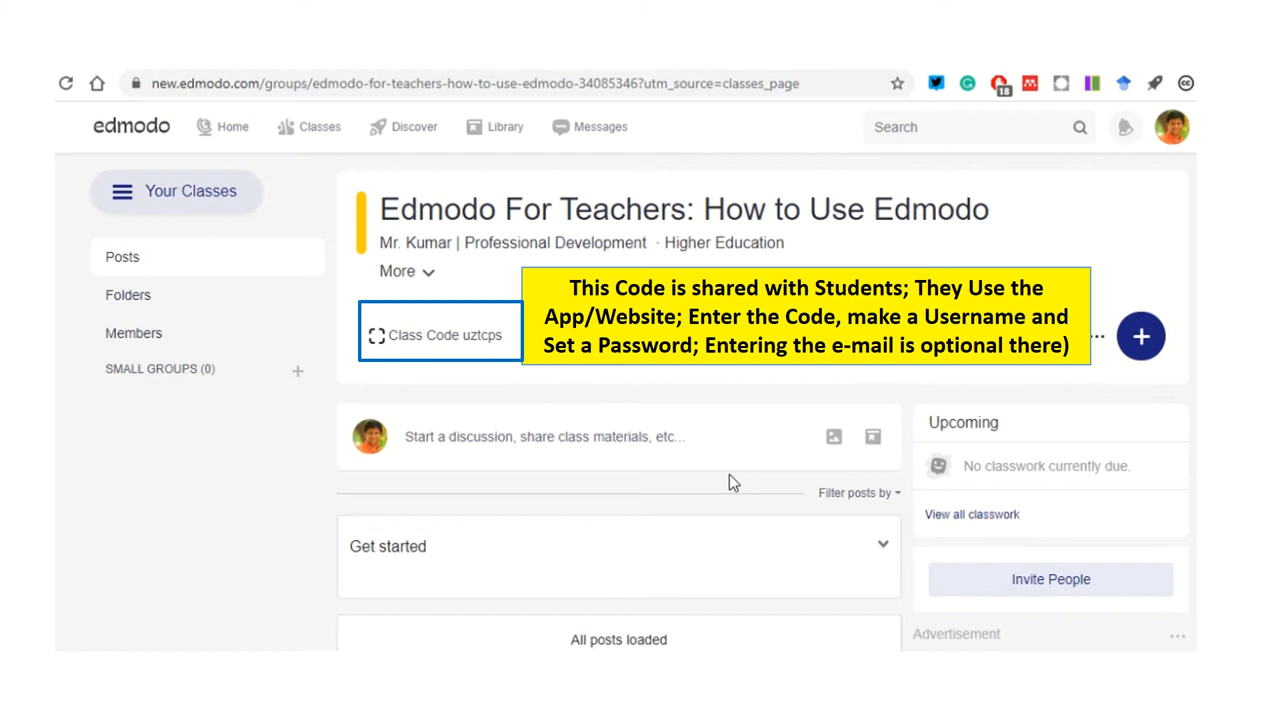 new.edmodo.com/groups/edmodo-for-teachers-how-to-use-edmodo-34085346?utm_source=classes_page
18
edmodo Home Classes Discover Library Messages Search
Your Classes
Posts
Folders
Members
SMALL GROUPS (0) +
Edmodo For Teachers: How to Use Edmodo
Mr. Kumar | Professional Development · Higher Education
More
Class Code uztcps
This Code is shared with Students; They Use the
App/Website; Enter the Code, make a Username and
Set a Password; Entering the e-mail is optional there)
Start a discussion, share class materials, etc...
Filter posts by
Get started
All posts loaded
Upcoming
No classwork currently due.
View all classwork
Invite People
Advertisement